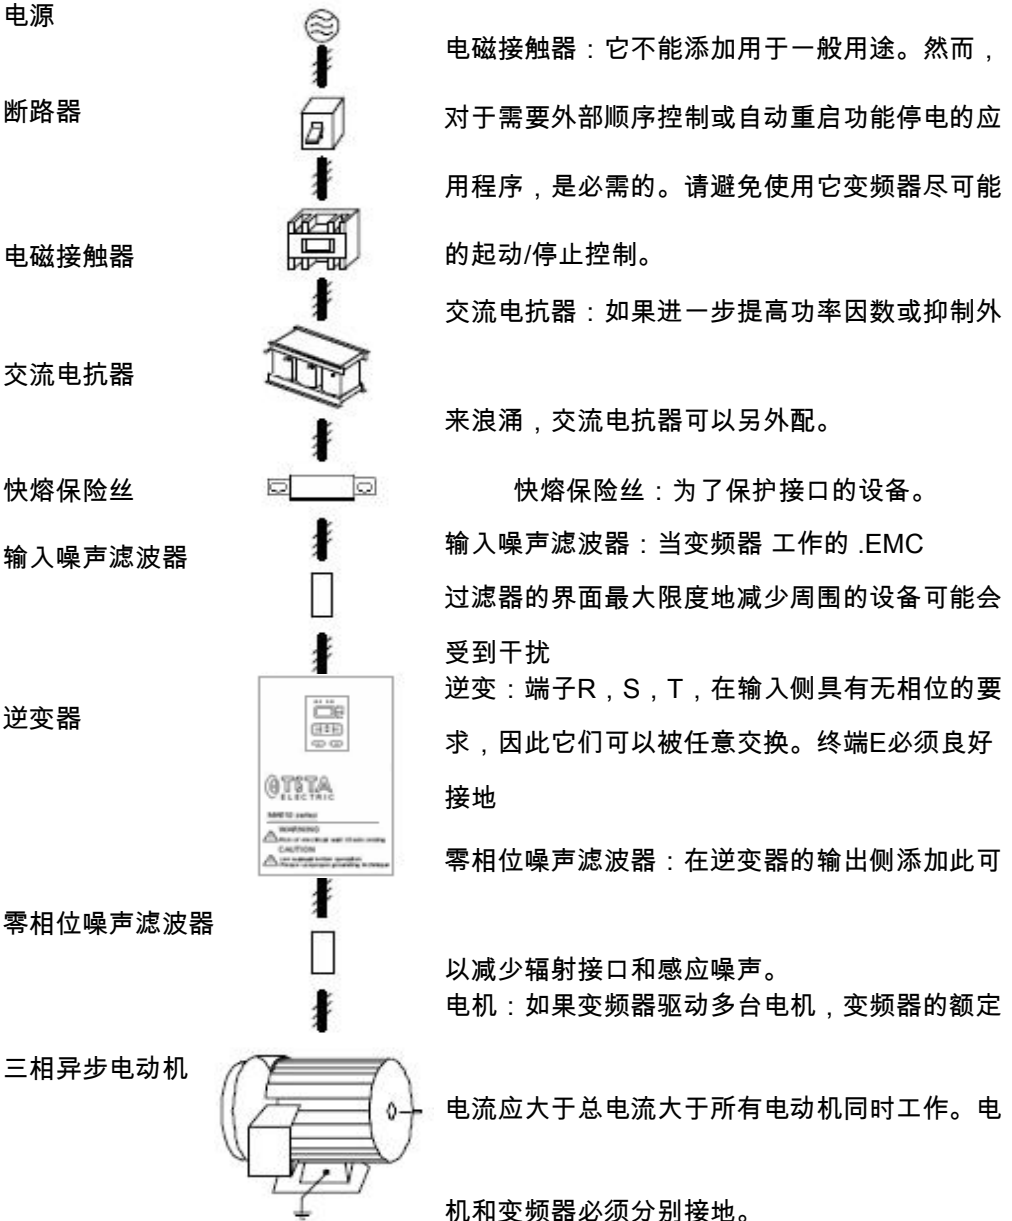 电源
电磁接触器：它不能添加用于一般用途。然而，
断路器
对于需要外部顺序控制或自动重启功能停电的应
用程序，是必需的。请避免使用它变频器尽可能
电磁接触器
的起动/停止控制。
交流电抗器：如果进一步提高功率因数或抑制外
交流电抗器
来浪涌，交流电抗器可以另外配。
快熔保险丝
快熔保险丝：为了保护接口的设备。
输入噪声滤波器
输入噪声滤波器：当变频器 工作的 .EMC
过滤器的界面最大限度地减少周围的设备可能会
受到干扰
逆变器
逆变：端子R，S，T，在输入侧具有无相位的要
求，因此它们可以被任意交换。终端E必须良好
接地
TETA
ELECTRIC
WARNING
CAUTION
零相位噪声滤波器：在逆变器的输出侧添加此可
零相位噪声滤波器
以减少辐射接口和感应噪声。
电机：如果变频器驱动多台电机，变频器的额定
三相异步电动机
电流应大于总电流大于所有电动机同时工作。电
机和变频器必须分别接地。